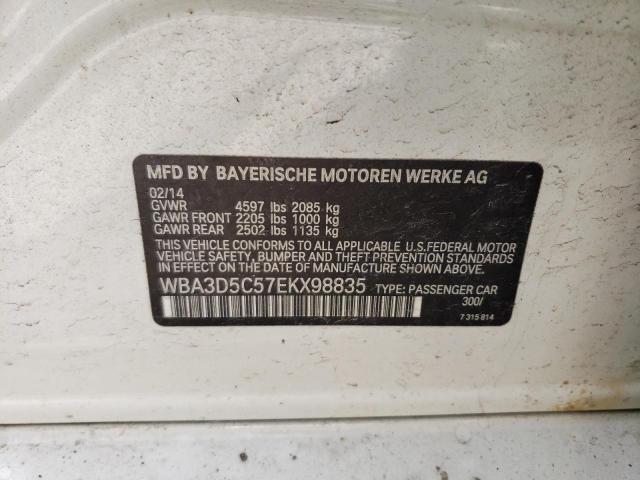 MFD BY BAYERISCHE MOTOREN WERKE AG
02/14
GVWR 4597 lbs 2085 kg
GAWR FRONT 2205 lbs 1000 kg
GAWR REAR 2502 lbs 1135 kg
THIS VEHICLE CONFORMS TO ALL APPLICABLE U.S.FEDERAL MOTOR
VEHICLE SAFETY, BUMPER, AND THEFT PREVENTION STANDARDS
IN EFFECT ON THE DATE OF MANUFACTURE SHOWN ABOVE.
WBA3D5C57EKX98835 TYPE: PASSENGER CAR
300/
7 315 814